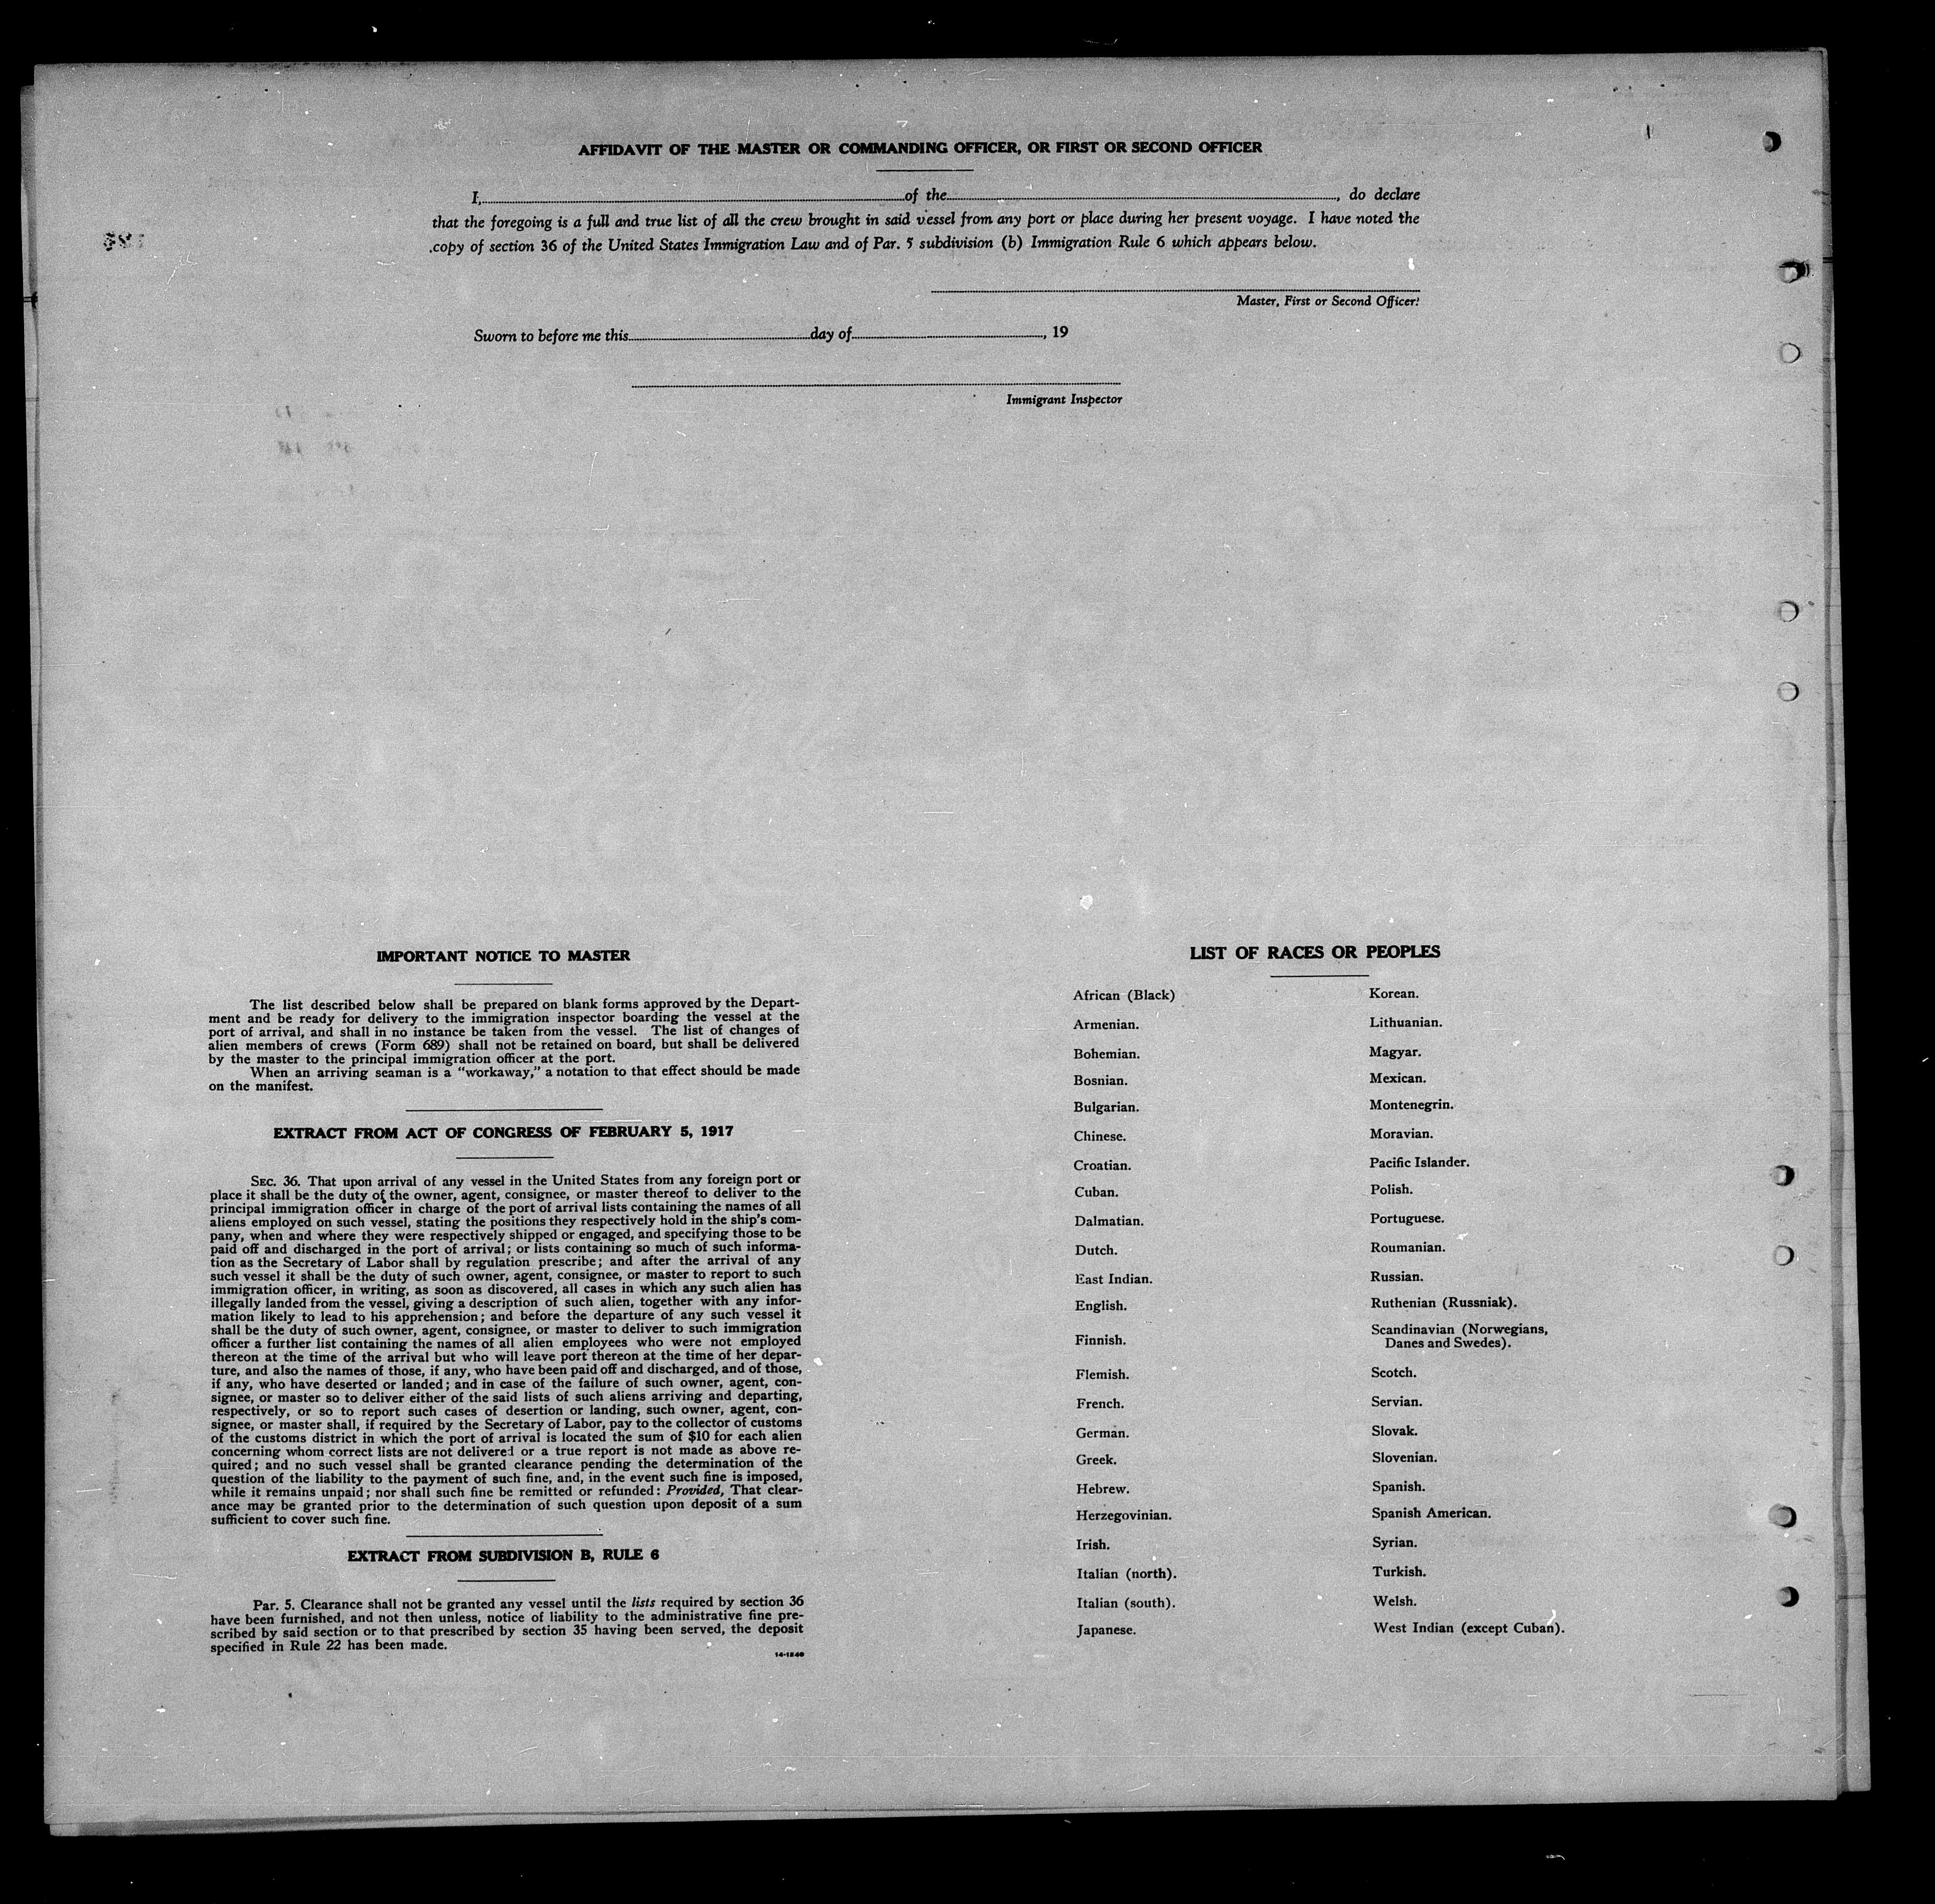 AFFIDAVIT OF THE MASTER OR COMMANDING OFFICER, OR FIRST OR SECOND OFFICER
I, of the , do declare
that the foregoing is a full and true list of all the crew brought in said vessel from any port or place during her present voyage. I have noted the
copy of section 36 of the United States Immigration Law and of Par. 5 subdivision (b) Immigration Rule 6 which appears below.
Master, First or Second Officer.
Sworn to before me this day of , 19
Immigrant Inspector
IMPORTANT NOTICE TO MASTER
The list described below shall be prepared on blank forms approved by the Depart-
ment and be ready for delivery to the immigration inspector boarding the vessel at the
port of arrival, and shall in no instance be taken from the vessel. The list of changes of
alien members of crews (Form 689) shall not be retained on board, but shall be delivered
by the master to the principal immigration officer at the port.
When an arriving seaman is a "workaway," a notation to that effect should be made
on the manifest.
EXTRACT FROM ACT OF CONGRESS OF FEBRUARY 5, 1917
SEC. 36. That upon arrival of any vessel in the United States from any foreign port or
place it shall be the duty of the owner, agent, consignee, or master thereof to deliver to the
principal immigration officer in charge of the port of arrival lists containing the names of all
aliens employed on such vessel, stating the positions they respectively hold in the ship's com-
pany, when and where they were respectively shipped or engaged, and specifying those to be
paid off and discharged in the port of arrival; or lists containing so much of such informa-
tion as the Secretary of Labor shall by regulation prescribe; and after the arrival of any
such vessel it shall be the duty of such owner, agent, consignee, or master to report to such
immigration officer, in writing, as soon as discovered, all cases in which any such alien has
illegally landed from the vessel, giving a description of such alien, together with any infor-
mation likely to lead to his apprehension; and before the departure of any such vessel it
shall be the duty of such owner, agent, consignee, or master to deliver to such immigration
officer a further list containing the names of all alien employees who were not employed
thereon at the time of the arrival but who will leave port thereon at the time of her depar-
ture, and also the names of those, if any, who have been paid off and discharged, and of those,
if any, who have deserted or landed; and in case of the failure of such owner, agent, con-
signee, or master so to deliver either of the said lists of such aliens arriving and departing,
respectively, or so to report such cases of desertion or landing, such owner, agent, con-
signee, or master shall, if required by the Secretary of Labor, pay to the collector of customs
of the customs district in which the port of arrival is located the sum of $10 for each alien
concerning whom correct lists are not delivered or a true report is not made as above re-
quired; and no such vessel shall be granted clearance pending the determination of the
question of the liability to the payment of such fine, and, in the event such fine is imposed,
while it remains unpaid; nor shall such fine be remitted or refunded: Provided, That clear-
ance may be granted prior to the determination of such question upon deposit of a sum
sufficient to cover such fine.
EXTRACT FROM SUBDIVISION B, RULE 6
Par. 5. Clearance shall not be granted any vessel until the lists required by section 36
have been furnished, and not then unless, notice of liability to the administrative fine pre-
scribed by said section or to that prescribed by section 35 having been served, the deposit
specified in Rule 22 has been made.
14-1240
LIST OF RACES OR PEOPLES
African (Black)
Armenian.
Bohemian.
Bosnian.
Bulgarian.
Chinese.
Croatian.
Cuban.
Dalmatian.
Dutch.
East Indian.
English.
Finnish.
Flemish.
French.
German.
Greek.
Hebrew.
Herzegovinian.
Irish.
Italian (north).
Italian (south).
Japanese.
Korean.
Lithuanian.
Magyar.
Mexican.
Montenegrin.
Moravian.
Pacific Islander.
Polish.
Portuguese.
Roumanian.
Russian.
Ruthenian (Russniak).
Scandinavian (Norwegians,
Danes and Swedes).
Scotch.
Servian.
Slovak.
Slovenian.
Spanish.
Spanish American.
Syrian.
Turkish.
Welsh.
West Indian (except Cuban).